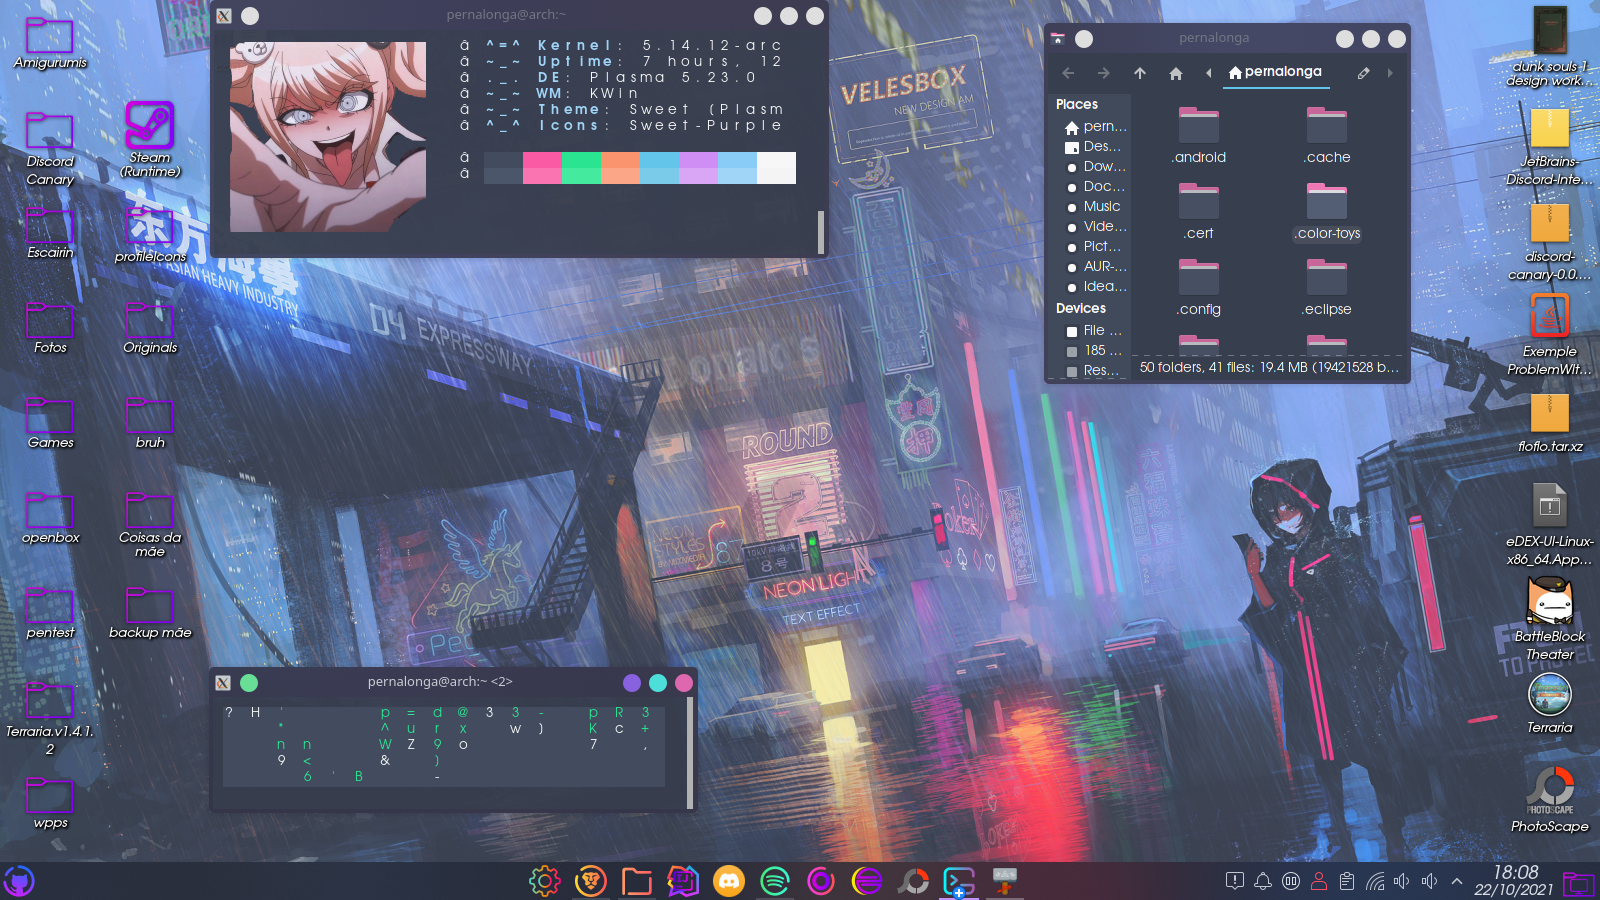 pernalonga@arch:~
â ^=^ Kernel: 5.14.12-arc
â ~_~ Uptime: 7 hours, 12
â ._. DE: Plasma 5.23.0
â ~_~ WM: KWin
â ~_~ Theme: Sweet (Plasm
â ^_^ Icons: Sweet-Purple
â
â
Amigurumis
Discord
Canary
Steam
(Runtime)
Escairin
profileIcons
Fotos
Originals
Games
bruh
openbox
Coisas da
mãe
pentest
backup mãe
Terraria.v1.4.1.
2
wpps
pernalonga
pernalonga
Places
pern...
Des...
Dow...
Doc...
Music
Vide...
Pict...
AUR-...
Idea...
Devices
File ...
185 ...
Res...
.android
.cache
.cert
.color-toys
.config
.eclipse
50 folders, 41 files: 19.4 MB (19421528 b...
dunk souls 1
design work...
JetBrains-
Discord-Inte...
discord-
canary-0.0....
Exemple
ProblemWIt...
floflo.tar.xz
eDEX-UI-Linux-
x86_64.App...
BattleBlock
Theater
Terraria
PHOTOSCAPE
PhotoScape
VELESBOX
NEW DESIGN AM
东方
ASIAN HEAVY INDUSTRY
04 EXPRESSWAY
ROUND
2
8号
NEON LIGHT
TEXT EFFECT
pernalonga@arch:~ <2>
? H ' p = d @ 3 3 - p R 3
* ^ u r x w ) K c +
n n W Z 9 o 7 ,
9 < & )
6 ' B -
18:08
22/10/2021